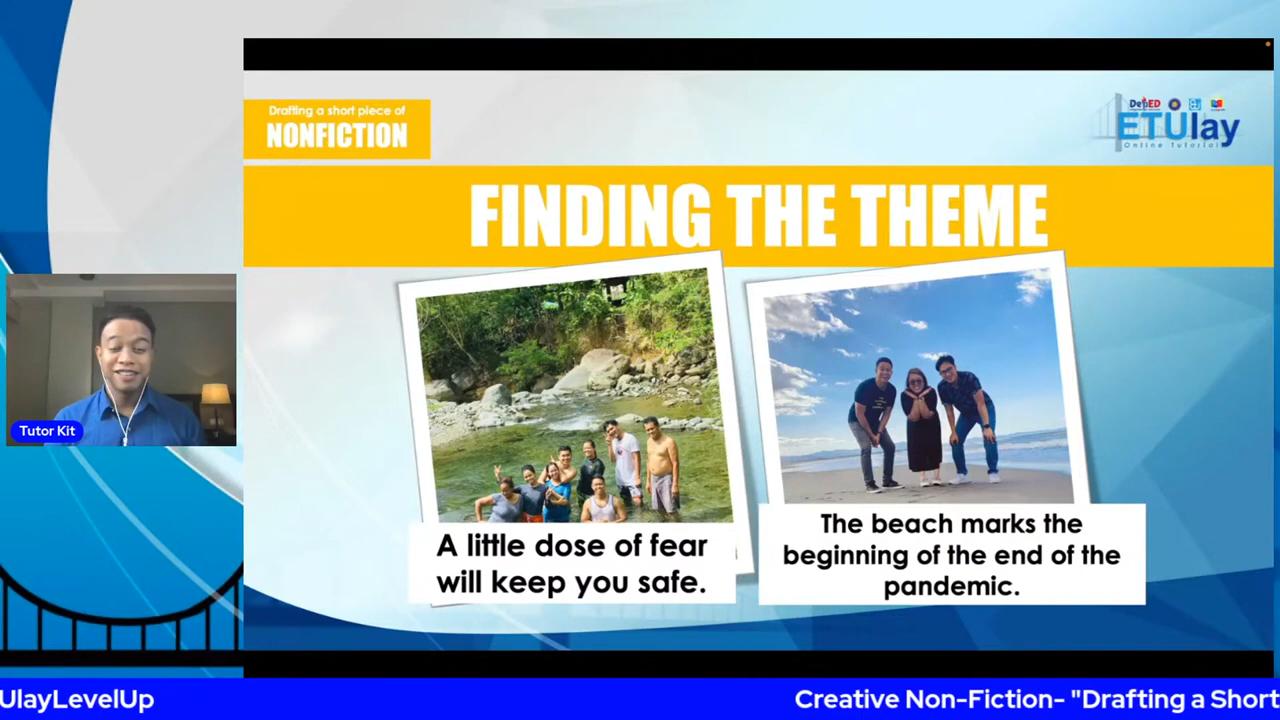 Drafting a short piece of
NONFICTION
DepED
ETUlay
Online Tutorial
FINDING THE THEME
A little dose of fear
will keep you safe.
The beach marks the
beginning of the end of the
pandemic.
Tutor Kit
UlayLevelUp
Creative Non-Fiction- "Drafting a Short